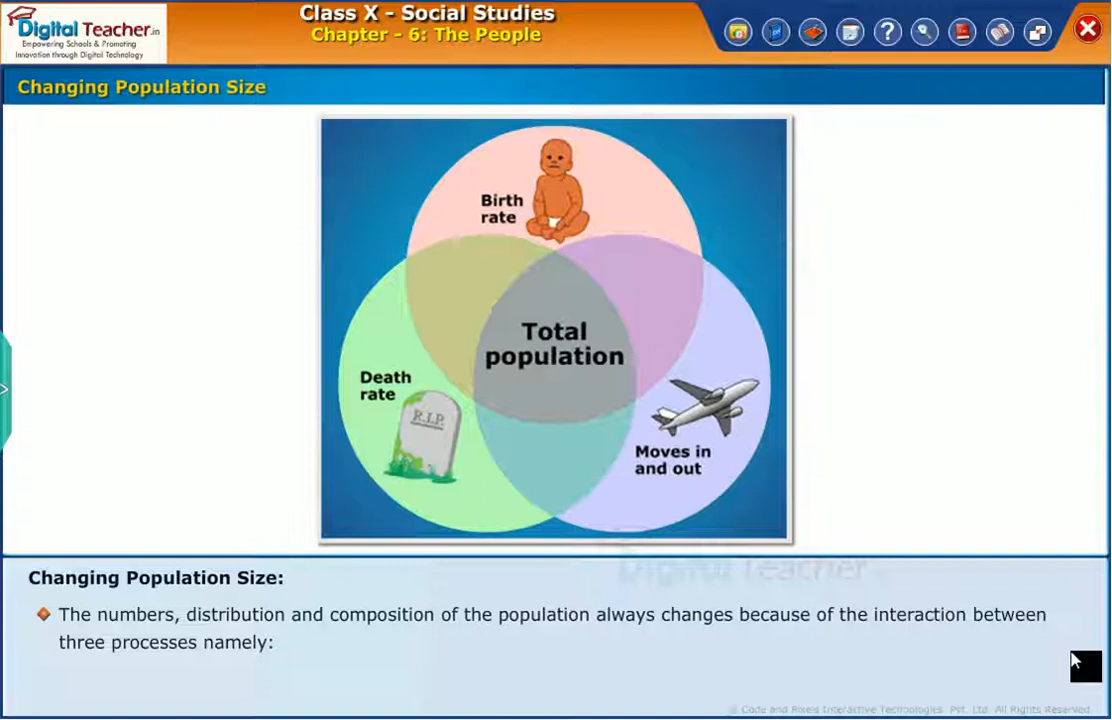 Digital Teacher.in
Empowering Schools & Promoting
Innovation through Digital Technology
Class X - Social Studies
Chapter - 6: The People
?
Changing Population Size
Birth
rate
Total
population
Death
rate
R.I.P.
Moves in
and out
Digital Teacher
Changing Population Size:
The numbers, distribution and composition of the population always changes because of the interaction between
three processes namely:
© Code and Pixels Interactive Technologies. Pvt. Ltd. All Rights Reserved.